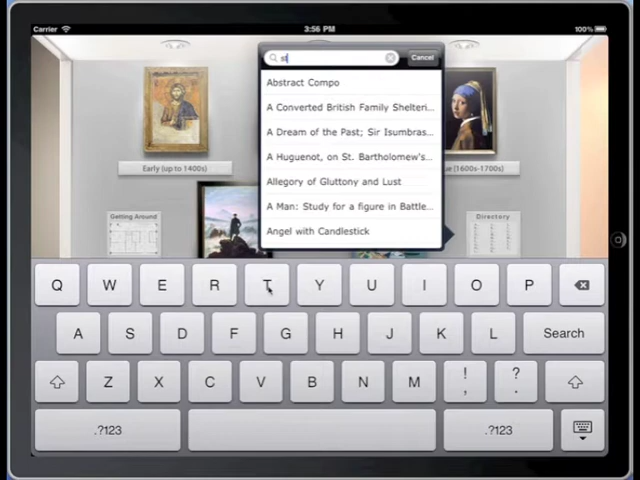 Carrier
3:56 PM
100%
st
Cancel
Abstract Compo
A Converted British Family Shelteri...
A Dream of the Past; Sir Isumbras...
A Huguenot, on St. Bartholomew's...
Allegory of Gluttony and Lust
A Man: Study for a figure in Battle...
Angel with Candlestick
Early (up to 1400s)
ue (1600s-1700s)
Getting Around
Directory
Q W E R T Y U I O P
A S D F G H J K L Search
Z X C V B N M ! , ? .
.?123 .?123